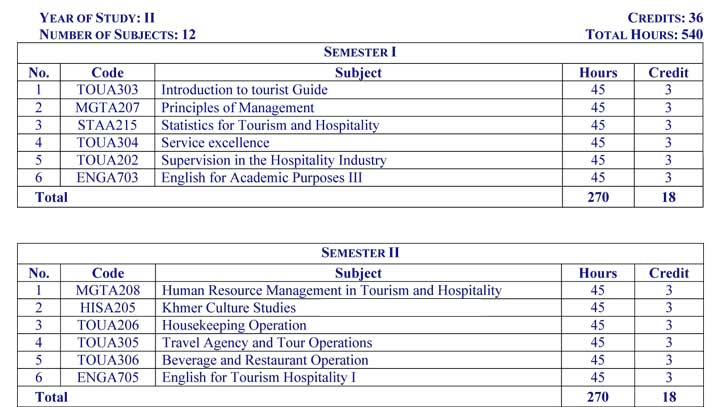 YEAR OF STUDY: II CREDITS: 36
NUMBER OF SUBJECTS: 12 TOTAL HOURS: 540
SEMESTER I
No. Code Subject Hours Credit
1 TOUA303 Introduction to tourist Guide 45 3
2 MGTA207 Principles of Management 45 3
3 STAA215 Statistics for Tourism and Hospitality 45 3
4 TOUA304 Service excellence 45 3
5 TOUA202 Supervision in the Hospitality Industry 45 3
6 ENGA703 English for Academic Purposes III 45 3
Total 270 18
SEMESTER II
No. Code Subject Hours Credit
1 MGTA208 Human Resource Management in Tourism and Hospitality 45 3
2 HISA205 Khmer Culture Studies 45 3
3 TOUA206 Housekeeping Operation 45 3
4 TOUA305 Travel Agency and Tour Operations 45 3
5 TOUA306 Beverage and Restaurant Operation 45 3
6 ENGA705 English for Tourism Hospitality I 45 3
Total 270 18